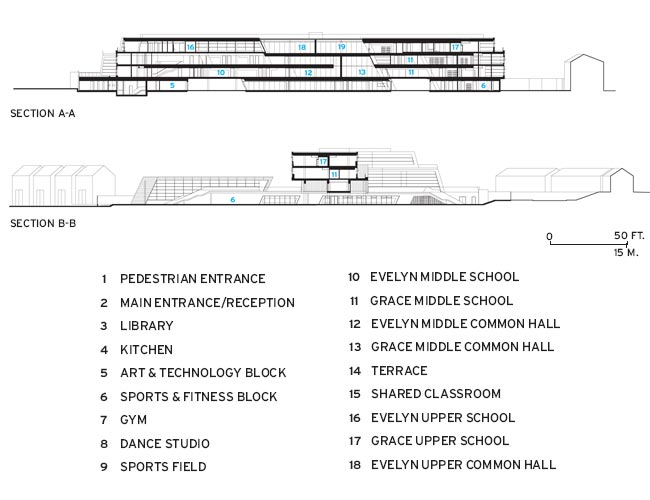 16 18 19 17
11
10 12 13 11
5 6
SECTION A-A
17
11
6
SECTION B-B
0 50 FT.
15 M.
1 PEDESTRIAN ENTRANCE
2 MAIN ENTRANCE/RECEPTION
3 LIBRARY
4 KITCHEN
5 ART & TECHNOLOGY BLOCK
6 SPORTS & FITNESS BLOCK
7 GYM
8 DANCE STUDIO
9 SPORTS FIELD
10 EVELYN MIDDLE SCHOOL
11 GRACE MIDDLE SCHOOL
12 EVELYN MIDDLE COMMON HALL
13 GRACE MIDDLE COMMON HALL
14 TERRACE
15 SHARED CLASSROOM
16 EVELYN UPPER SCHOOL
17 GRACE UPPER SCHOOL
18 EVELYN UPPER COMMON HALL